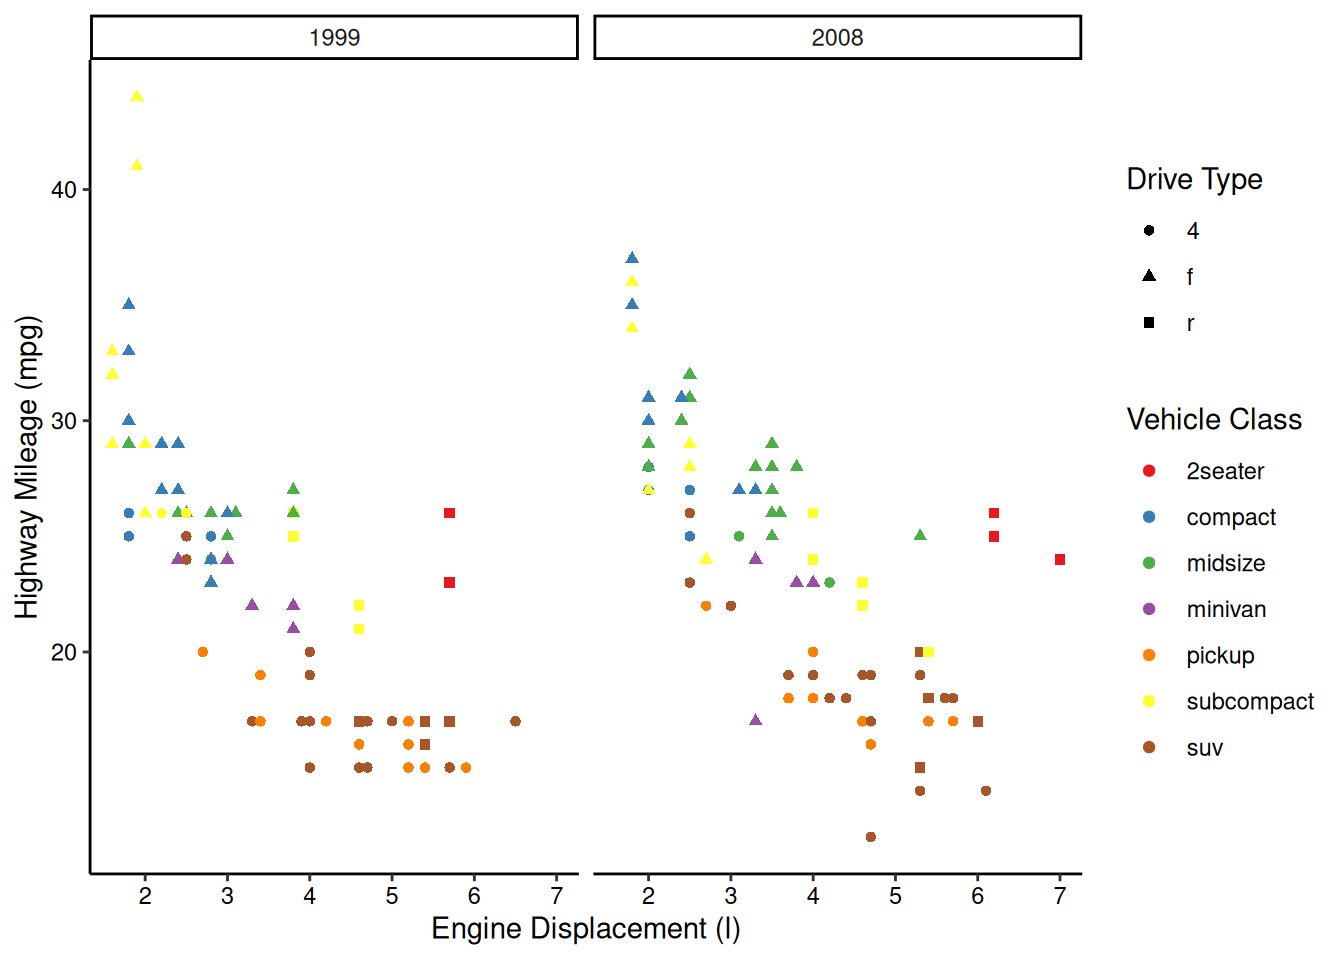 1999
2008
40
30
20
Highway Mileage (mpg)
2 3 4 5 6 7
2 3 4 5 6 7
Engine Displacement (l)
Drive Type
4
f
r
Vehicle Class
2seater
compact
midsize
minivan
pickup
subcompact
suv